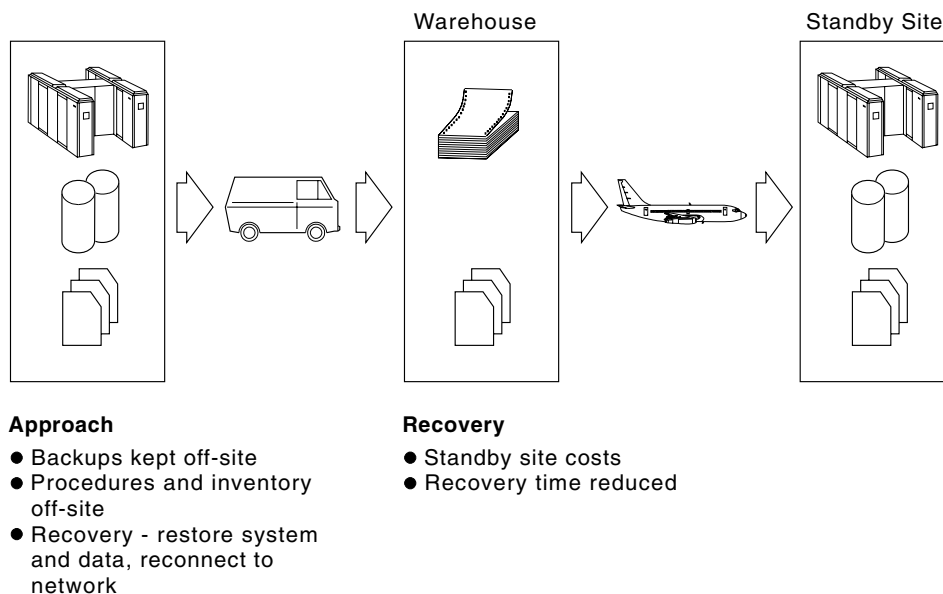 Warehouse
Standby Site
Approach
● Backups kept off-site
● Procedures and inventory
off-site
● Recovery - restore system
and data, reconnect to
network
Recovery
● Standby site costs
● Recovery time reduced